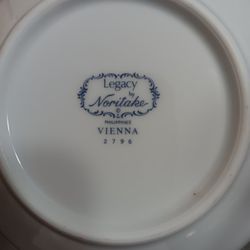 Legacy
by
Noritake
©
PHILIPPINES
VIENNA
2796